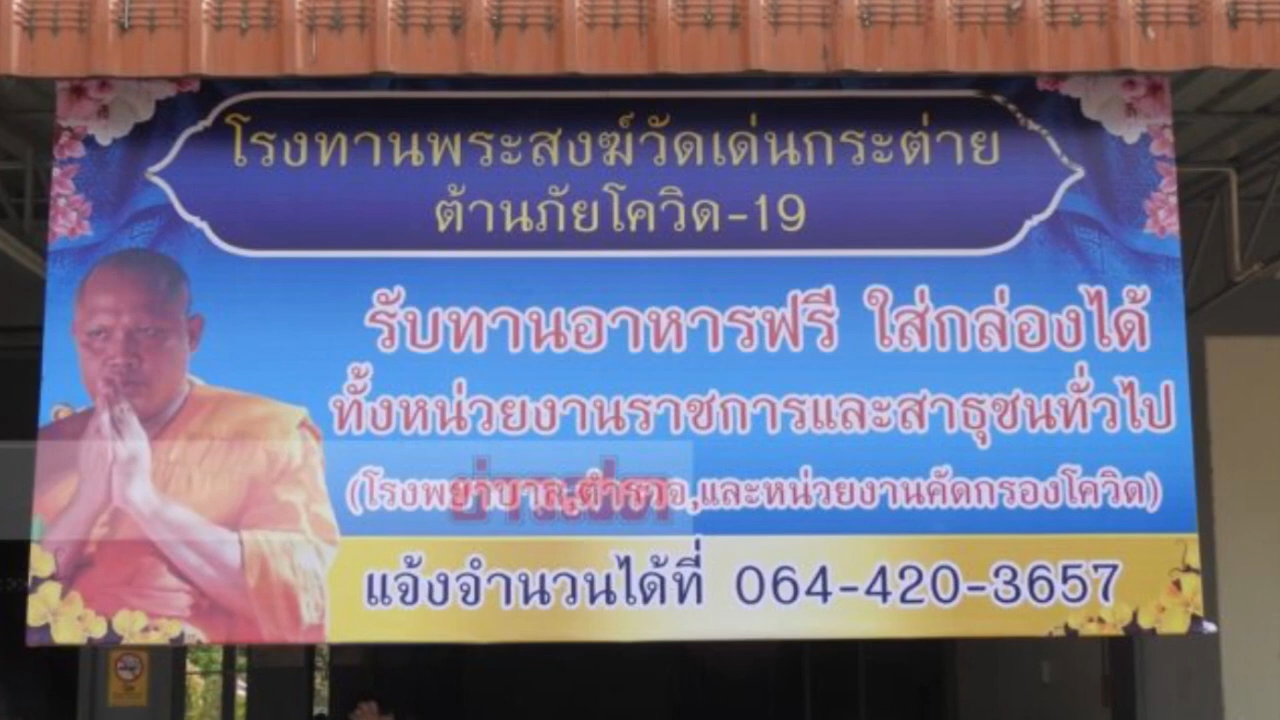 โรงทานพระสงฆ์วัดเด่นกระต่าย
ต้านภัยโควิด-19
รับทานอาหารฟรี ใส่กล่องได้
ทั้งหน่วยงานราชการและสาธุชนทั่วไป
(โรงพยาบาล,ตำรวจ,และหน่วยงานคัดกรองโควิด)
ข่าวสด
แจ้งจำนวนได้ที่ 064-420-3657